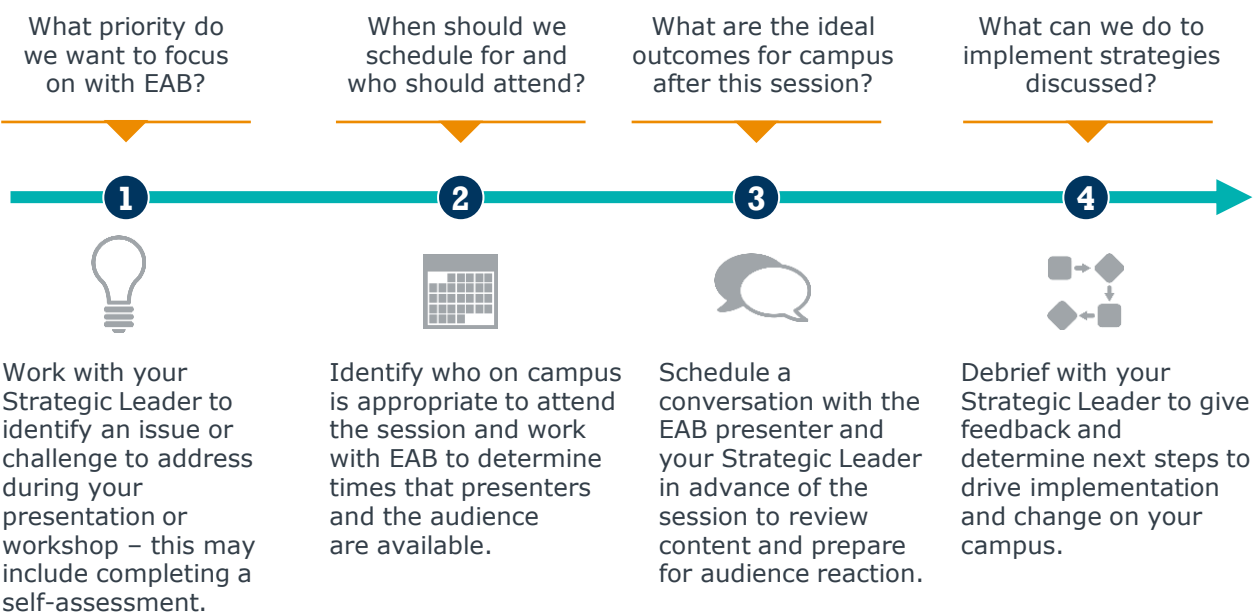 What priority do
we want to focus
on with EAB?
When should we
schedule for and
who should attend?
What are the ideal
outcomes for campus
after this session?
What can we do to
implement strategies
discussed?
1
2
3
4
Work with your
Strategic Leader to
identify an issue or
challenge to address
during your
presentation or
workshop – this may
include completing a
self-assessment.
Identify who on campus
is appropriate to attend
the session and work
with EAB to determine
times that presenters
and the audience
are available.
Schedule a
conversation with the
EAB presenter and
your Strategic Leader
in advance of the
session to review
content and prepare
for audience reaction.
Debrief with your
Strategic Leader to give
feedback and
determine next steps to
drive implementation
and change on your
campus.